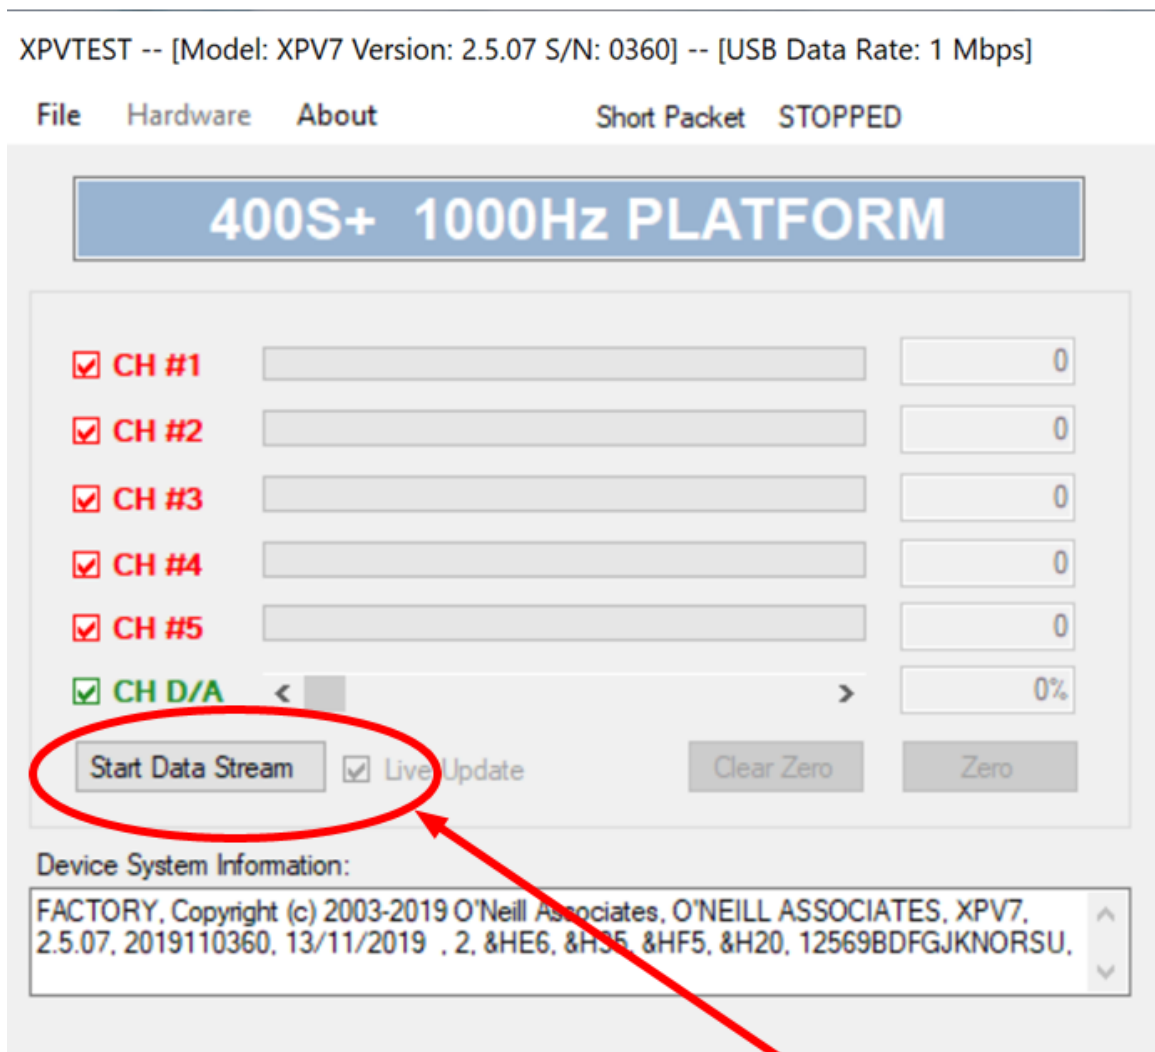 XPVTEST -- [Model: XPV7 Version: 2.5.07 S/N: 0360] -- [USB Data Rate: 1 Mbps]
File Hardware About Short Packet STOPPED
400S+ 1000Hz PLATFORM
CH #1 0
CH #2 0
CH #3 0
CH #4 0
CH #5 0
CH D/A < > 0%
Start Data Stream Live Update Clear Zero Zero
Device System Information:
FACTORY, Copyright (c) 2003-2019 O'Neill Associates, O'NEILL ASSOCIATES, XPV7,
2.5.07, 2019110360, 13/11/2019 , 2, &HE6, &H35, &HF5, &H20, 12569BDFGJKNORSU,